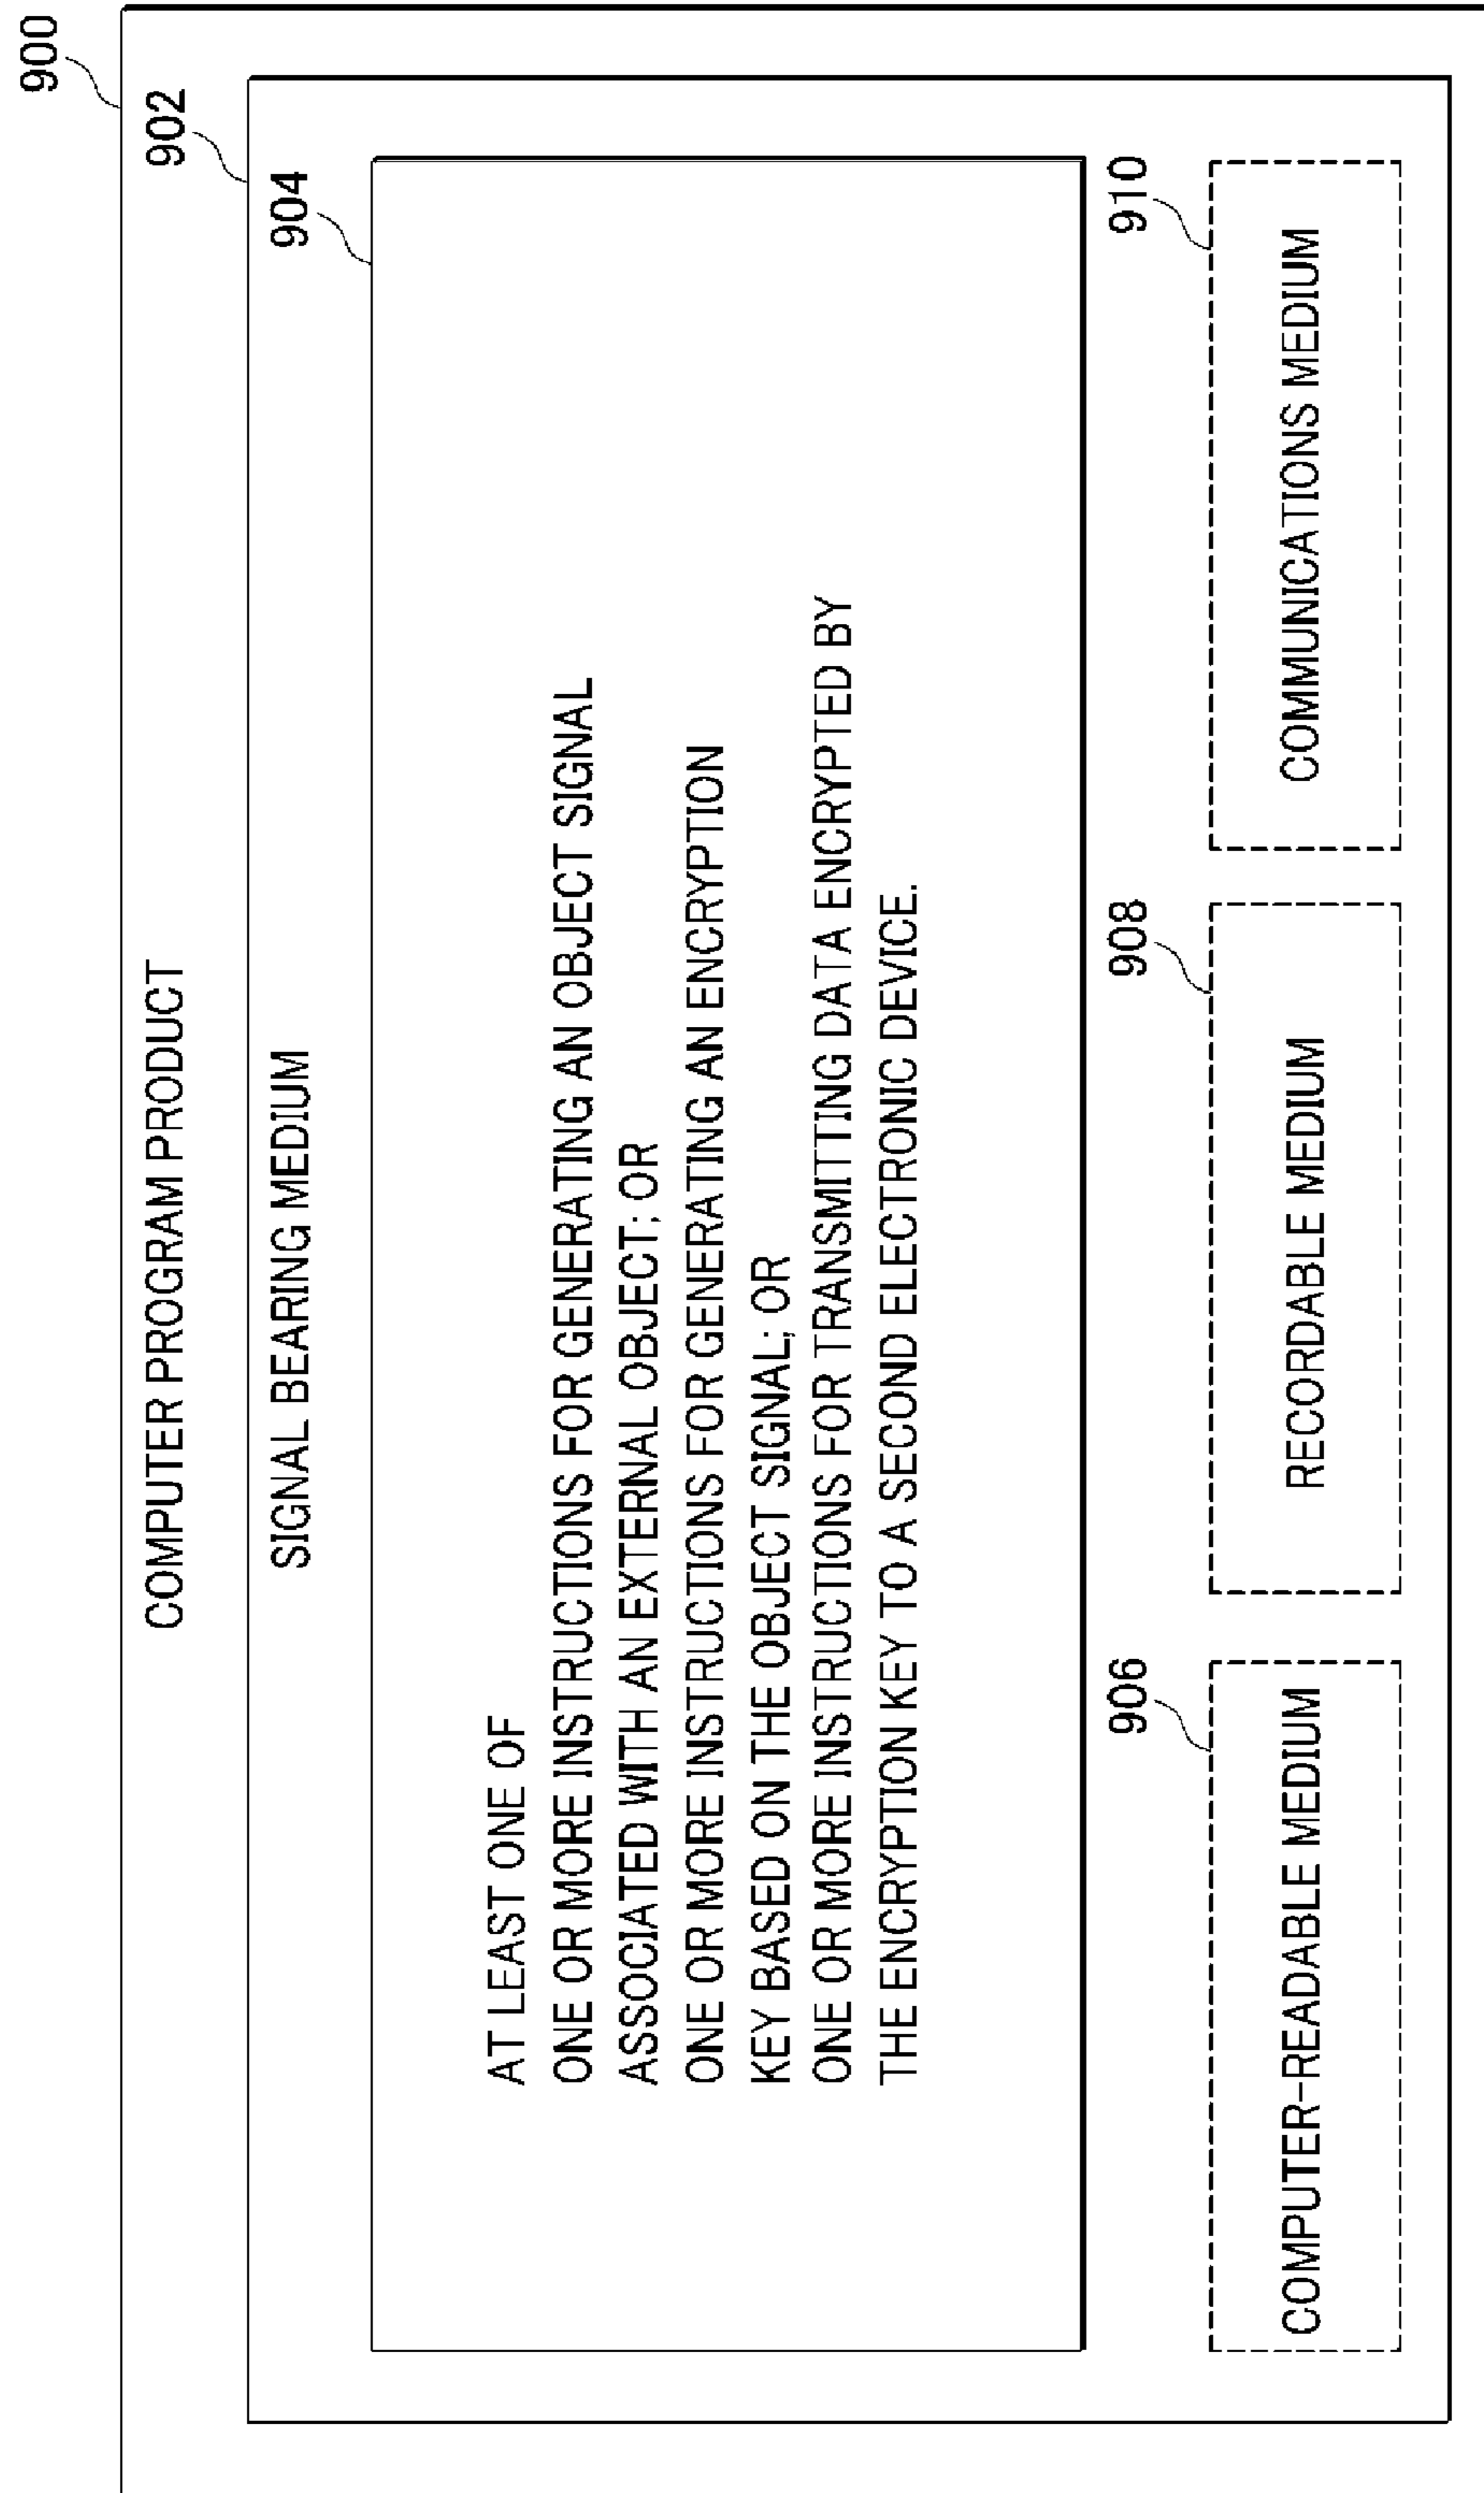 900
COMPUTER PROGRAM PRODUCT
902
SIGNAL BEARING MEDIUM
904
AT LEAST ONE OF
ONE OR MORE INSTRUCTIONS FOR GENERATING AN OBJECT SIGNAL
ASSOCIATED WITH AN EXTERNAL OBJECT; OR
ONE OR MORE INSTRUCTIONS FOR GENERATING AN ENCRYPTION
KEY BASED ON THE OBJECT SIGNAL; OR
ONE OR MORE INSTRUCTIONS FOR TRANSMITTING DATA ENCRYPTED BY
THE ENCRYPTION KEY TO A SECOND ELECTRONIC DEVICE.
906
COMPUTER-READABLE MEDIUM
908
RECORDABLE MEDIUM
910
COMMUNICATIONS MEDIUM